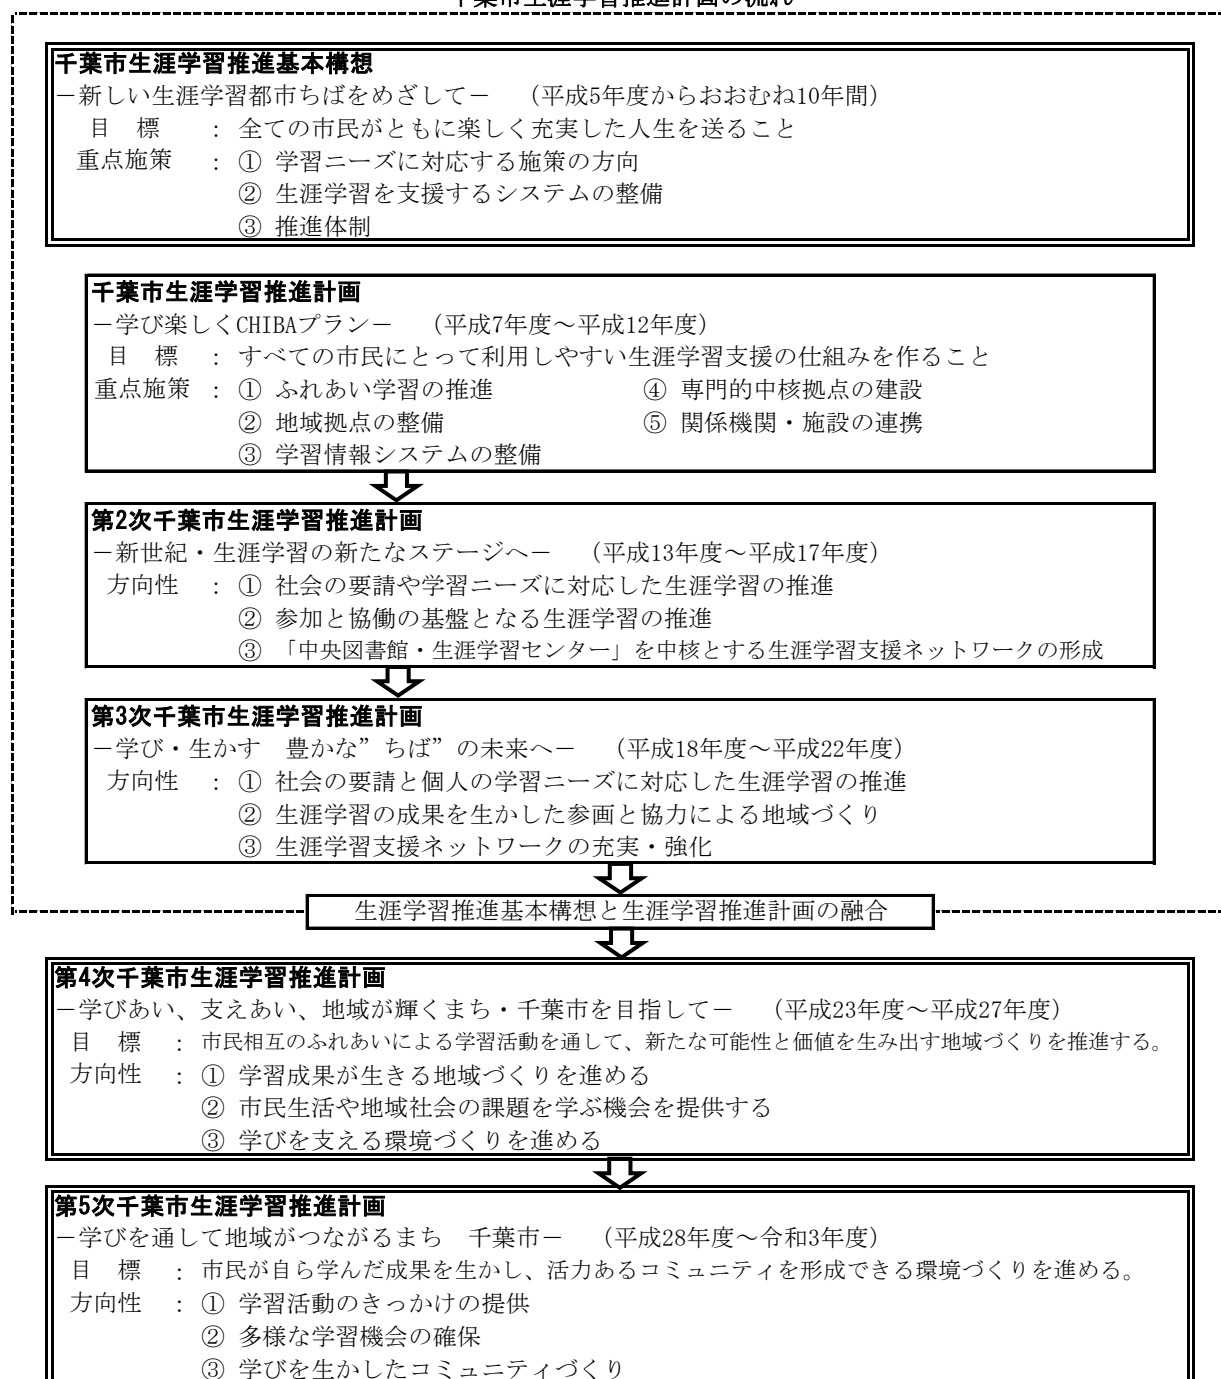 千葉市生涯学習推進計画の流れ
千葉市生涯学習推進基本構想
－新しい生涯学習都市ちばをめざして－　（平成5年度からおおむね10年間）
目　標　：全ての市民がともに楽しく充実した人生を送ること
重点施策　：① 学習ニーズに対応する施策の方向
② 生涯学習を支援するシステムの整備
③ 推進体制
千葉市生涯学習推進計画
－学び楽しくCHIBAプラン－　（平成7年度～平成12年度）
目　標　：すべての市民にとって利用しやすい生涯学習支援の仕組みを作ること
重点施策　：① ふれあい学習の推進　④ 専門的中核拠点の建設
② 地域拠点の整備　⑤ 関係機関・施設の連携
③ 学習情報システムの整備
第2次千葉市生涯学習推進計画
－新世紀・生涯学習の新たなステージへ－　（平成13年度～平成17年度）
方向性　：① 社会の要請や学習ニーズに対応した生涯学習の推進
② 参加と協働の基盤となる生涯学習の推進
③ 「中央図書館・生涯学習センター」を中核とする生涯学習支援ネットワークの形成
第3次千葉市生涯学習推進計画
－学び・生かす　豊かな”ちば”の未来へ－　（平成18年度～平成22年度）
方向性　：① 社会の要請と個人の学習ニーズに対応した生涯学習の推進
② 生涯学習の成果を生かした参画と協力による地域づくり
③ 生涯学習支援ネットワークの充実・強化
生涯学習推進基本構想と生涯学習推進計画の融合
第4次千葉市生涯学習推進計画
－学びあい、支えあい、地域が輝くまち・千葉市を目指して－　（平成23年度～平成27年度）
目　標　：市民相互のふれあいによる学習活動を通して、新たな可能性と価値を生み出す地域づくりを推進する。
方向性　：① 学習成果が生きる地域づくりを進める
② 市民生活や地域社会の課題を学ぶ機会を提供する
③ 学びを支える環境づくりを進める
第5次千葉市生涯学習推進計画
－学びを通して地域がつながるまち　千葉市－　（平成28年度～令和3年度）
目　標　：市民が自ら学んだ成果を生かし、活力あるコミュニティを形成できる環境づくりを進める。
方向性　：① 学習活動のきっかけの提供
② 多様な学習機会の確保
③ 学びを生かしたコミュニティづくり